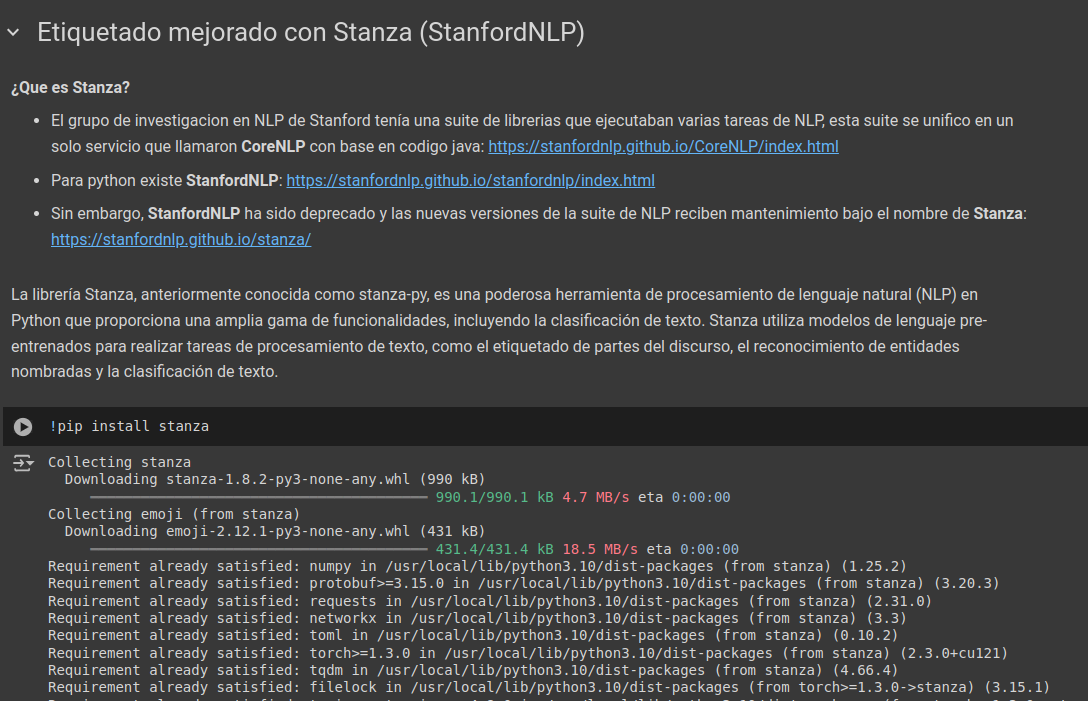 Etiquetado mejorado con Stanza (StanfordNLP)
¿Que es Stanza?
• El grupo de investigacion en NLP de Stanford tenía una suite de librerias que ejecutaban varias tareas de NLP, esta suite se unifico en un
solo servicio que llamaron CoreNLP con base en codigo java: https://stanfordnlp.github.io/CoreNLP/index.html
• Para python existe StanfordNLP: https://stanfordnlp.github.io/stanfordnlp/index.html
• Sin embargo, StanfordNLP ha sido deprecado y las nuevas versiones de la suite de NLP reciben mantenimiento bajo el nombre de Stanza:
https://stanfordnlp.github.io/stanza/
La librería Stanza, anteriormente conocida como stanza-py, es una poderosa herramienta de procesamiento de lenguaje natural (NLP) en
Python que proporciona una amplia gama de funcionalidades, incluyendo la clasificación de texto. Stanza utiliza modelos de lenguaje pre-
entrenados para realizar tareas de procesamiento de texto, como el etiquetado de partes del discurso, el reconocimiento de entidades
nombradas y la clasificación de texto.
!pip install stanza
Collecting stanza
Downloading stanza-1.8.2-py3-none-any.whl (990 kB)
990.1/990.1 kB 4.7 MB/s eta 0:00:00
Collecting emoji (from stanza)
Downloading emoji-2.12.1-py3-none-any.whl (431 kB)
431.4/431.4 kB 18.5 MB/s eta 0:00:00
Requirement already satisfied: numpy in /usr/local/lib/python3.10/dist-packages (from stanza) (1.25.2)
Requirement already satisfied: protobuf>=3.15.0 in /usr/local/lib/python3.10/dist-packages (from stanza) (3.20.3)
Requirement already satisfied: requests in /usr/local/lib/python3.10/dist-packages (from stanza) (2.31.0)
Requirement already satisfied: networkx in /usr/local/lib/python3.10/dist-packages (from stanza) (3.3)
Requirement already satisfied: toml in /usr/local/lib/python3.10/dist-packages (from stanza) (0.10.2)
Requirement already satisfied: torch>=1.3.0 in /usr/local/lib/python3.10/dist-packages (from stanza) (2.3.0+cu121)
Requirement already satisfied: tqdm in /usr/local/lib/python3.10/dist-packages (from stanza) (4.66.4)
Requirement already satisfied: filelock in /usr/local/lib/python3.10/dist-packages (from torch>=1.3.0->stanza) (3.15.1)